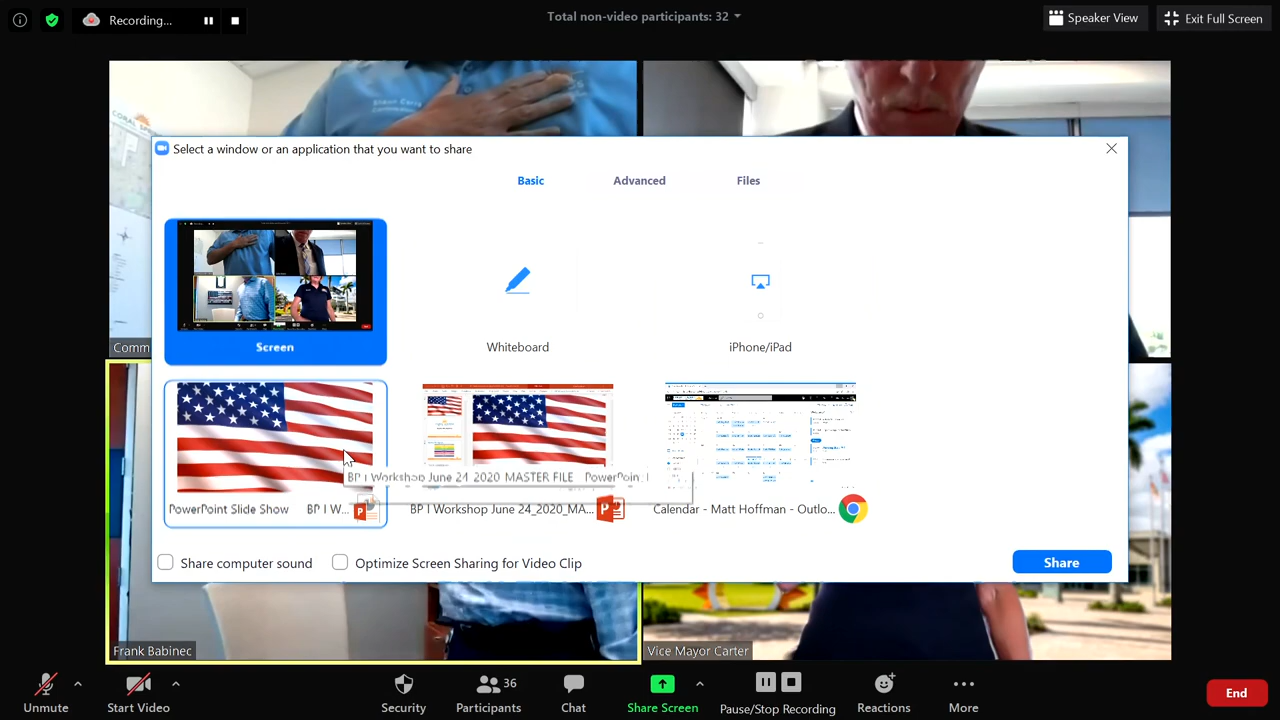 Recording...
Total non-video participants: 32
Speaker View
Exit Full Screen
Select a window or an application that you want to share
Basic
Advanced
Files
Screen
Whiteboard
iPhone/iPad
BP I Workshop June 24_2020_MASTER FILE - PowerPoint
PowerPoint Slide Show BP I W...
BP I Workshop June 24_2020_MA...
Calendar - Matt Hoffman - Outlo...
Share computer sound
Optimize Screen Sharing for Video Clip
Share
CORAL SPRIN
Comm
Frank Babinec
Vice Mayor Carter
Unmute
Start Video
Security
36
Participants
Chat
Share Screen
Pause/Stop Recording
Reactions
More
End